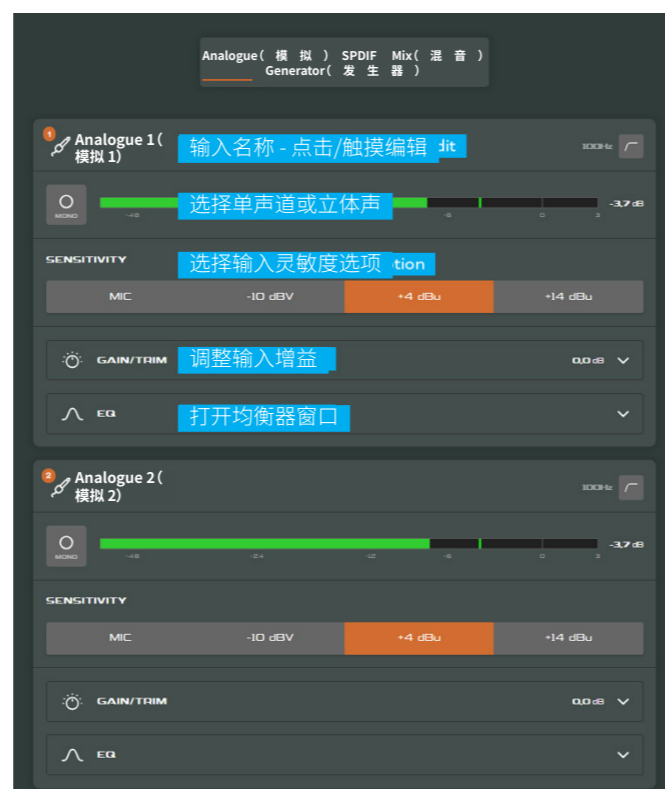 Analogue( 模 拟 ) SPDIF Mix( 混 音 )
Generator( 发 生 器 )
1
Analogue 1(
模拟 1)
输入名称 - 点击/触摸编辑 dit
100Hz
MONO
选择单声道或立体声
-3,7 dB
-48 -6 0 3
SENSITIVITY
选择输入灵敏度选项 tion
MIC -10 dBV +4 dBu +14 dBu
GAIN/TRIM 调整输入增益 0,0 dB
EQ 打开均衡器窗口
2
Analogue 2(
模拟 2)
100Hz
MONO
-3,7 dB
-48 -24 -12 -6 0 3
SENSITIVITY
MIC -10 dBV +4 dBu +14 dBu
GAIN/TRIM 0,0 dB
EQ